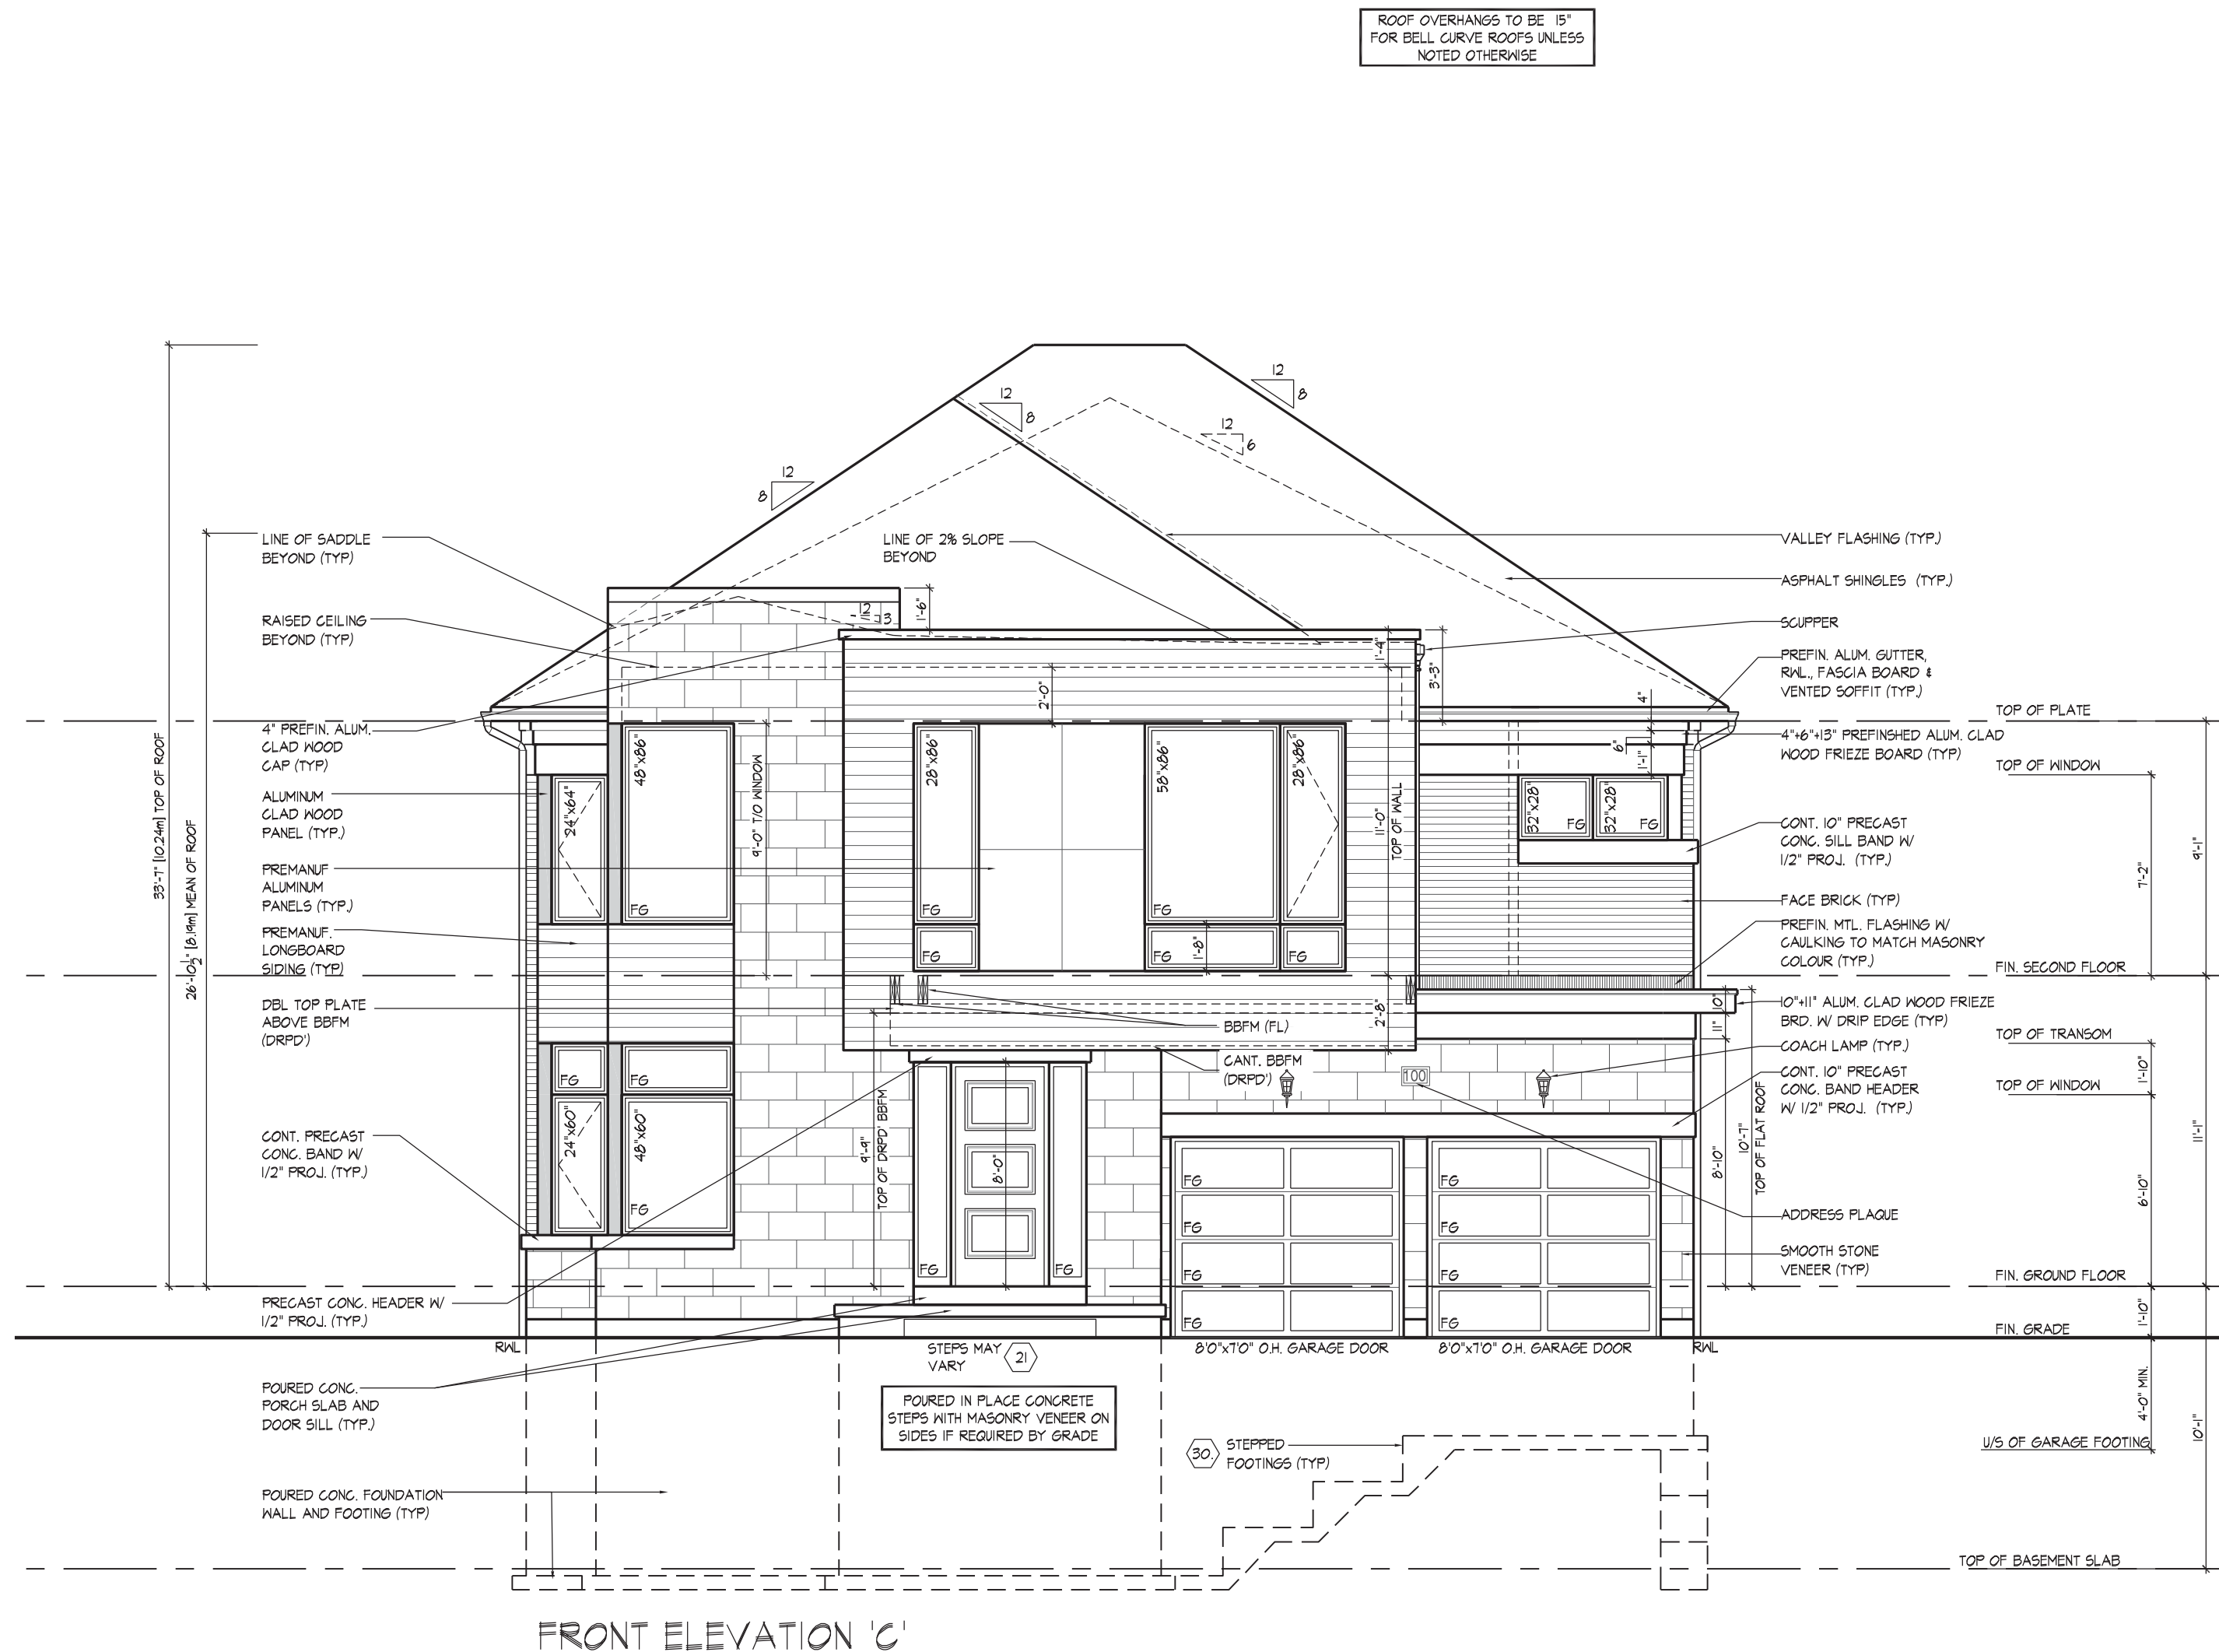 ROOF OVERHANGS TO BE 15"
FOR BELL CURVE ROOFS UNLESS
NOTED OTHERWISE
12
8
12
8
12
6
12
8
LINE OF SADDLE
BEYOND (TYP)
LINE OF 2% SLOPE
BEYOND
VALLEY FLASHING (TYP.)
ASPHALT SHINGLES (TYP.)
RAISED CEILING
BEYOND (TYP)
12
3
1'-6"
SCUPPER
1'-4"
3'-3"
2'-0"
PREFIN. ALUM. GUTTER,
RWL., FASCIA BOARD &
VENTED SOFFIT (TYP.)
4"
TOP OF PLATE
4" PREFIN. ALUM.
CLAD WOOD
CAP (TYP)
4"+6"+13" PREFINSHED ALUM. CLAD
WOOD FRIEZE BOARD (TYP)
6"
1'-1"
TOP OF WINDOW
33'-7" [10.24m] TOP OF ROOF
26'-0 1/2" [8.19m] MEAN OF ROOF
ALUMINUM
CLAD WOOD
PANEL (TYP.)
24"x64"
48"x86"
FG
9'-0" T/O WINDOW
28"x86"
FG
58"x86"
FG
28"x86"
11'-0"
TOP OF WALL
32"x28"
FG
32"x28"
FG
CONT. 10" PRECAST
CONC. SILL BAND W/
1/2" PROJ. (TYP.)
7'-2"
9'-1"
PREMANUF
ALUMINUM
PANELS (TYP.)
FACE BRICK (TYP)
PREMANUF.
LONGBOARD
SIDING (TYP)
FG
FG
1'-8"
FG
PREFIN. MTL. FLASHING W/
CAULKING TO MATCH MASONRY
COLOUR (TYP.)
FIN. SECOND FLOOR
DBL TOP PLATE
ABOVE BBFM
(DRPD')
BBFM (FL)
2'-8"
10"
11"
10"+11" ALUM. CLAD WOOD FRIEZE
BRD. W/ DRIP EDGE (TYP)
TOP OF TRANSOM
COACH LAMP (TYP.)
CANT. BBFM
(DRPD')
100
CONT. 10" PRECAST
CONC. BAND HEADER
W/ 1/2" PROJ. (TYP.)
1'-10"
TOP OF WINDOW
FG
FG
24"x60"
48"x60"
FG
CONT. PRECAST
CONC. BAND W/
1/2" PROJ. (TYP.)
9'-9"
TOP OF DRPD' BBFM
8'-0"
FG
FG
FG
FG
FG
FG
FG
FG
FG
FG
8'-10"
10'-7"
TOP OF FLAT ROOF
11'-1"
6'-10"
ADDRESS PLAQUE
SMOOTH STONE
VENEER (TYP)
FIN. GROUND FLOOR
PRECAST CONC. HEADER W/
1/2" PROJ. (TYP.)
1'-10"
FIN. GRADE
RWL
STEPS MAY
VARY
21
8'0"x7'0" O.H. GARAGE DOOR
8'0"x7'0" O.H. GARAGE DOOR
RWL
POURED CONC.
PORCH SLAB AND
DOOR SILL (TYP.)
POURED IN PLACE CONCRETE
STEPS WITH MASONRY VENEER ON
SIDES IF REQUIRED BY GRADE
4'-0" MIN.
10'-1"
30.
STEPPED
FOOTINGS (TYP)
U/S OF GARAGE FOOTING
POURED CONC. FOUNDATION
WALL AND FOOTING (TYP)
TOP OF BASEMENT SLAB
FRONT ELEVATION 'C'